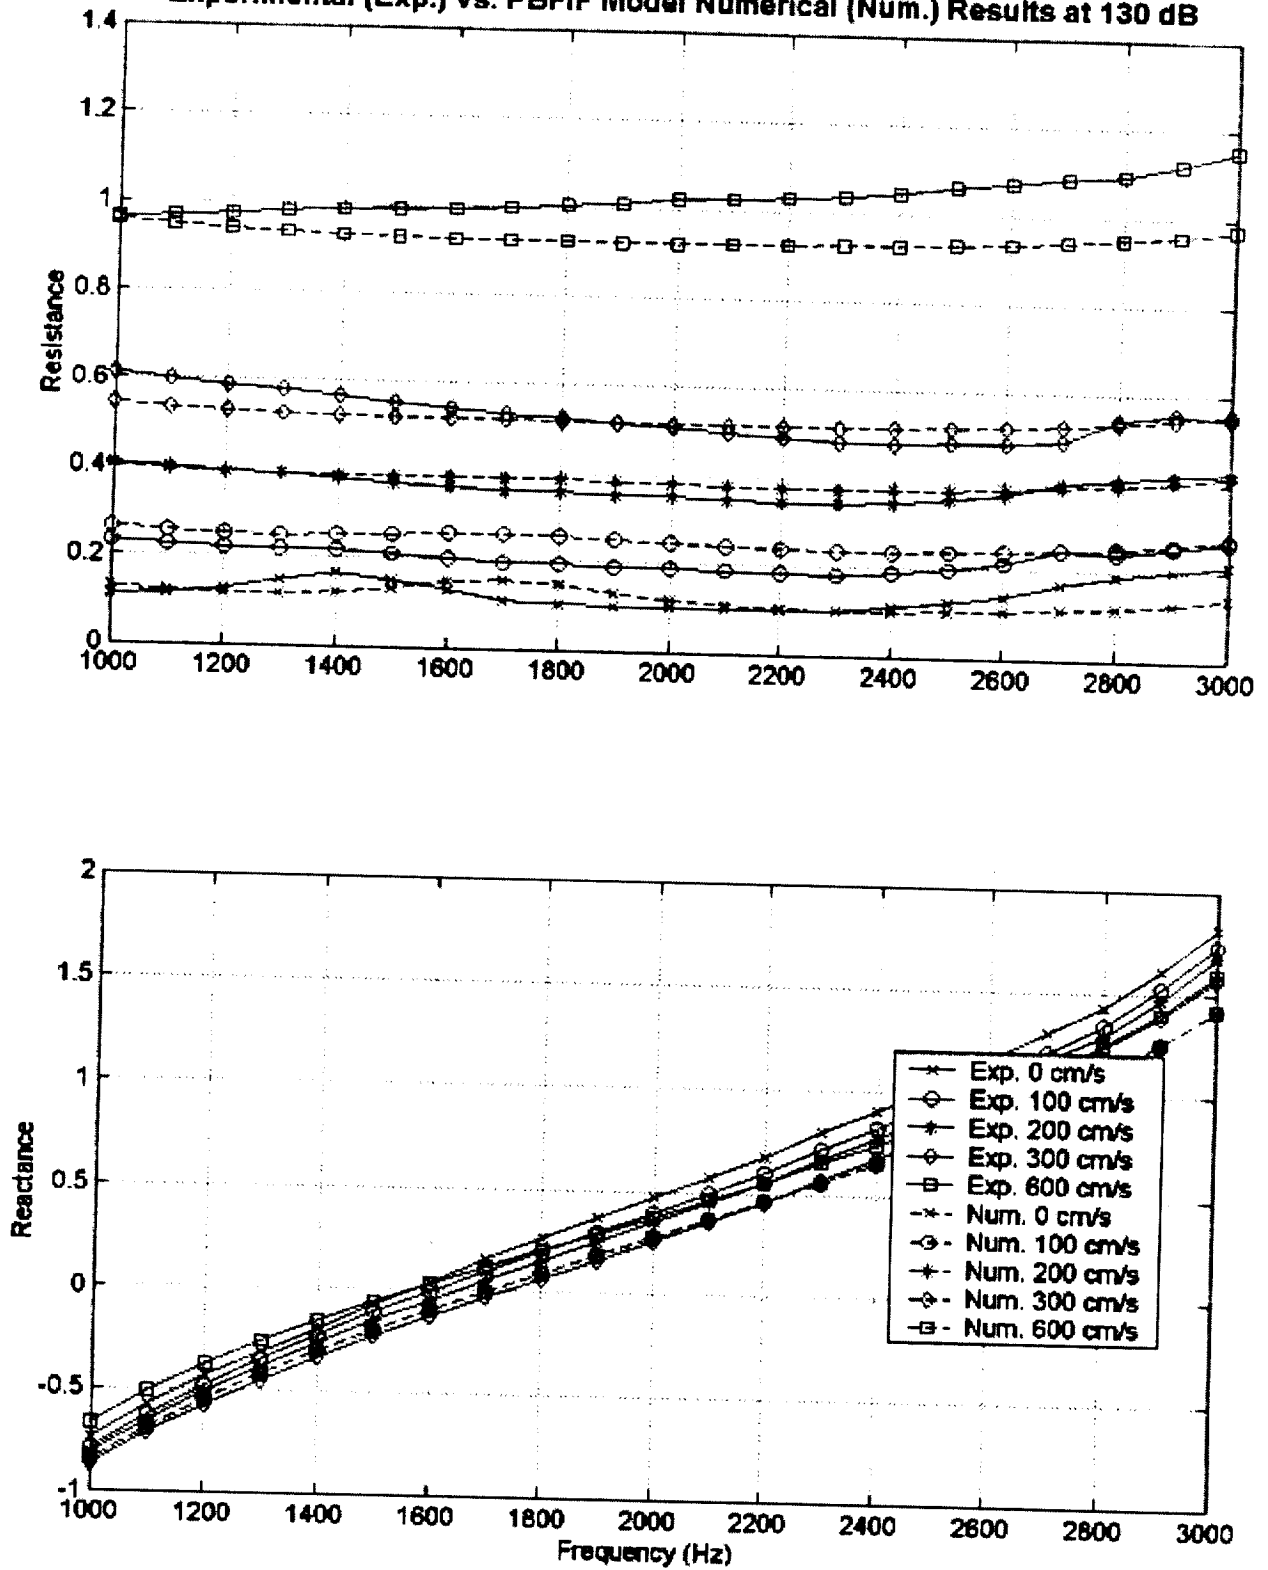 (Exp.) vs. Model Numerical (Num.) Results at 130 dB
1.4
1.2
1
0.8
0.6
0.4
0.2
0
Resistance
1000 1200 1400 1600 1800 2000 2200 2400 2600 2800 3000
2
1.5
1
0.5
0
-0.5
-1
Reactance
Exp. 0 cm/s
Exp. 100 cm/s
Exp. 200 cm/s
Exp. 300 cm/s
Exp. 600 cm/s
Num. 0 cm/s
Num. 100 cm/s
Num. 200 cm/s
Num. 300 cm/s
Num. 600 cm/s
1000 1200 1400 1600 1800 2000 2200 2400 2600 2800 3000
Frequency (Hz)